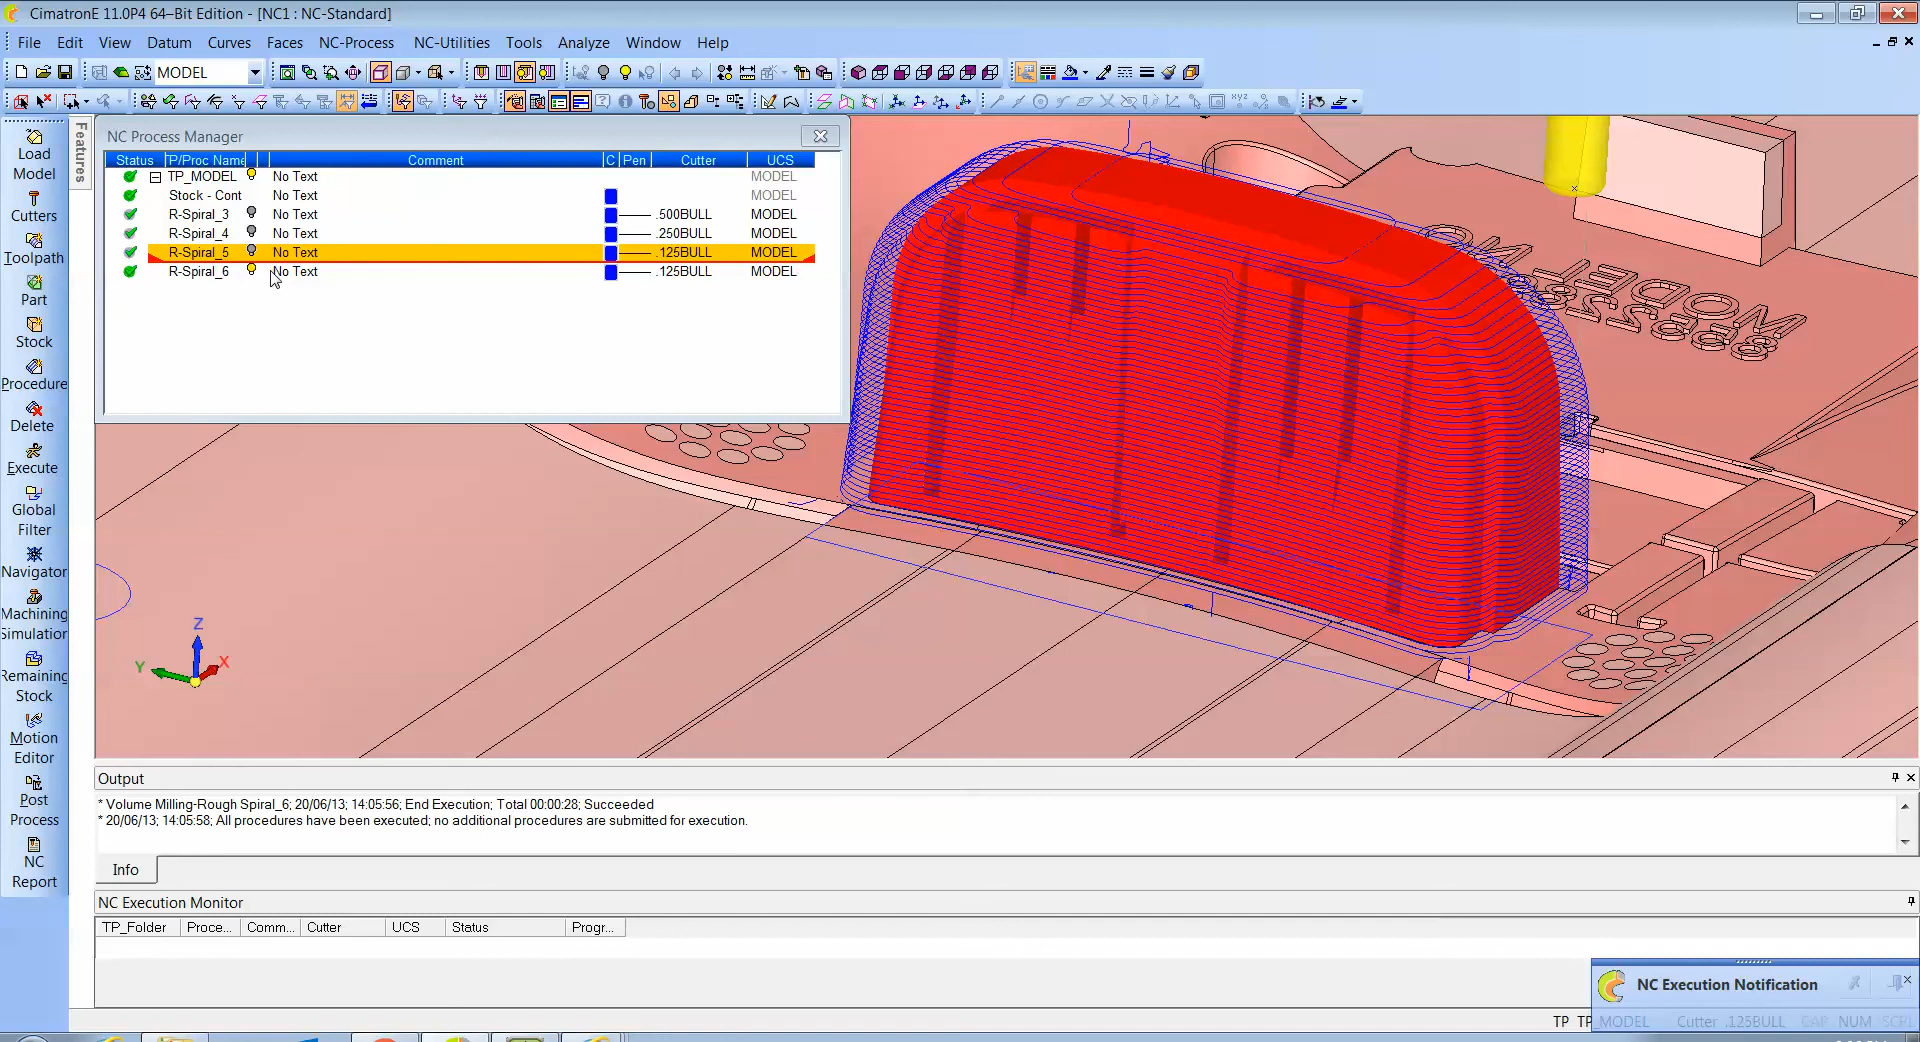 CimatronE 11.0P4 64–Bit Edition - [NC1 : NC-Standard]
File Edit View Datum Curves Faces NC-Process NC-Utilities Tools Analyze Window Help
MODEL
Load Model
Cutters
Toolpath
Part
Stock
Procedure
Delete
Execute
Global Filter
Navigator
Machining Simulation
Remaining Stock
Motion Editor
Post Process
NC Report
Features
NC Process Manager
Status P/Proc Name Comment C Pen Cutter UCS
TP_MODEL No Text MODEL
Stock - Cont No Text MODEL
R-Spiral_3 No Text .500BULL MODEL
R-Spiral_4 No Text .250BULL MODEL
R-Spiral_5 No Text .125BULL MODEL
R-Spiral_6 No Text .125BULL MODEL
Z
Y
X
Output
* Volume Milling-Rough Spiral_6; 20/06/13; 14:05:56; End Execution; Total 00:00:28; Succeeded
* 20/06/13; 14:05:58; All procedures have been executed; no additional procedures are submitted for execution.
Info
NC Execution Monitor
TP_Folder Proce... Comm... Cutter UCS Status Progr...
NC Execution Notification
TP TP_MODEL Cutter .125BULL CAP NUM SCRL